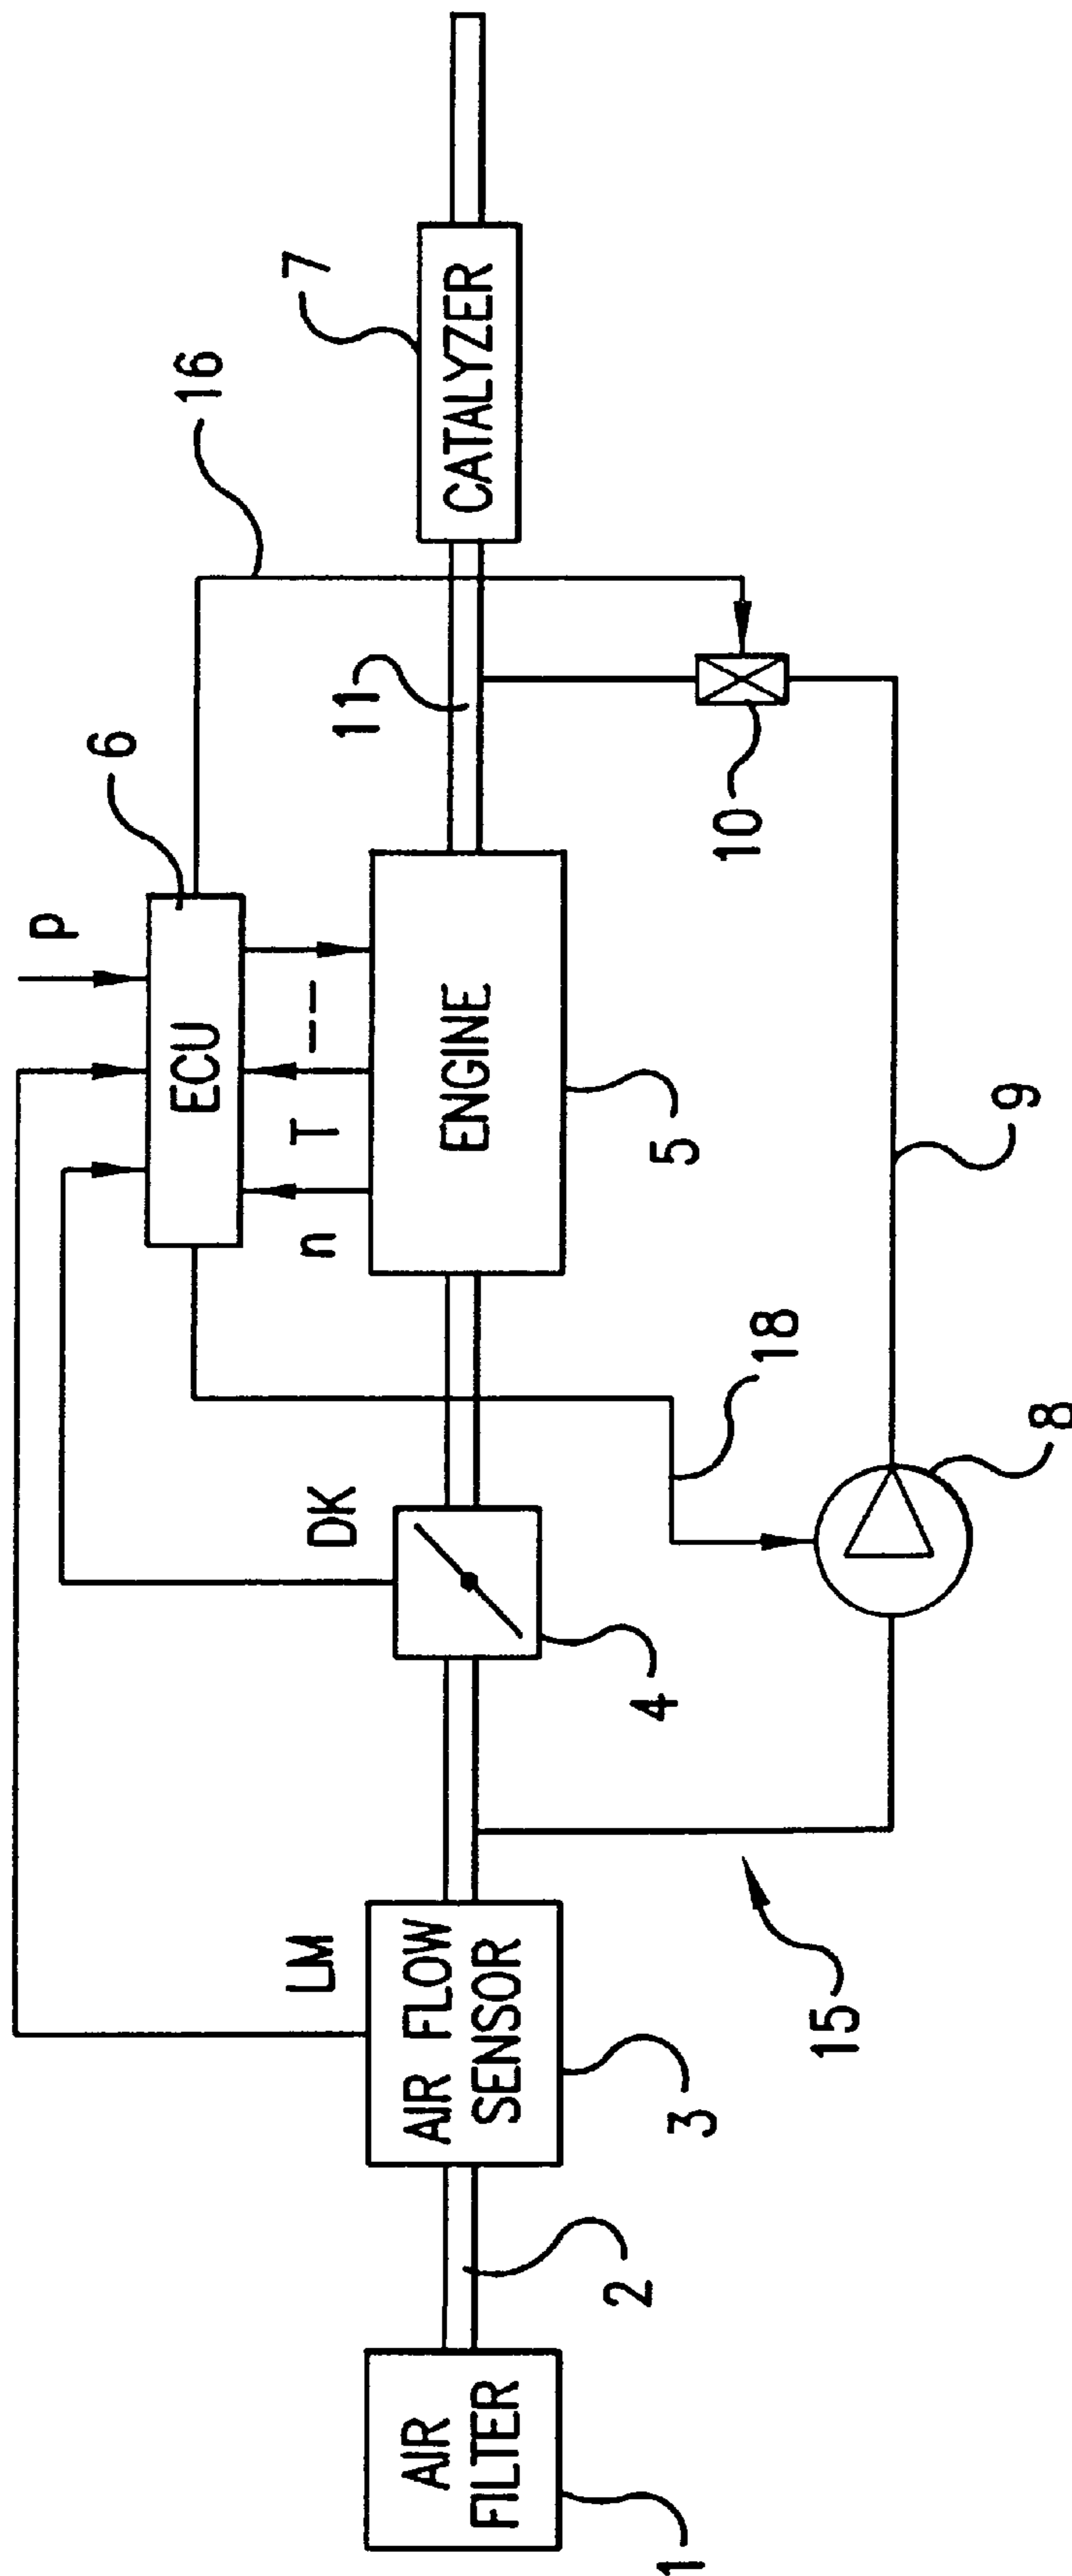 p
6
16
7
ECU
LM
DK
n
T
11
CATALYZER
AIR
FILTER
AIR FLOW
SENSOR
ENGINE
10
1
2
3
4
18
5
15
8
9